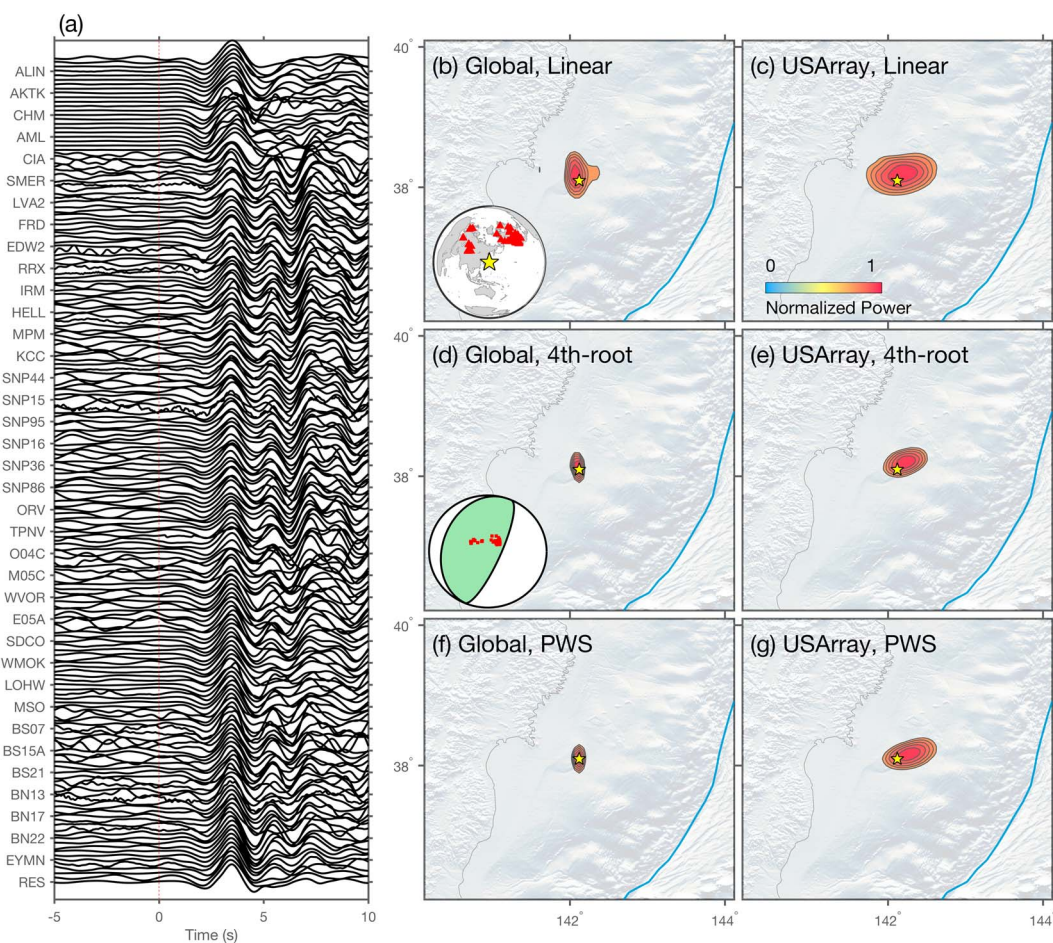 (a)
ALIN
AKTK
CHM
AML
CIA
SMER
LVA2
FRD
EDW2
RRX
IRM
HELL
MPM
KCC
SNP44
SNP15
SNP95
SNP16
SNP36
SNP86
ORV
TPNV
O04C
M05C
WVOR
E05A
SDCO
WMOK
LOHW
MSO
BS07
BS15A
BS21
BN13
BN17
BN22
EYMN
RES
-5 0 5 10
Time (s)
40°
(b) Global, Linear
38°
(c) USArray, Linear
0 1
Normalized Power
40°
(d) Global, 4th-root
38°
(e) USArray, 4th-root
40°
(f) Global, PWS
38°
(g) USArray, PWS
142° 144° 142° 144°